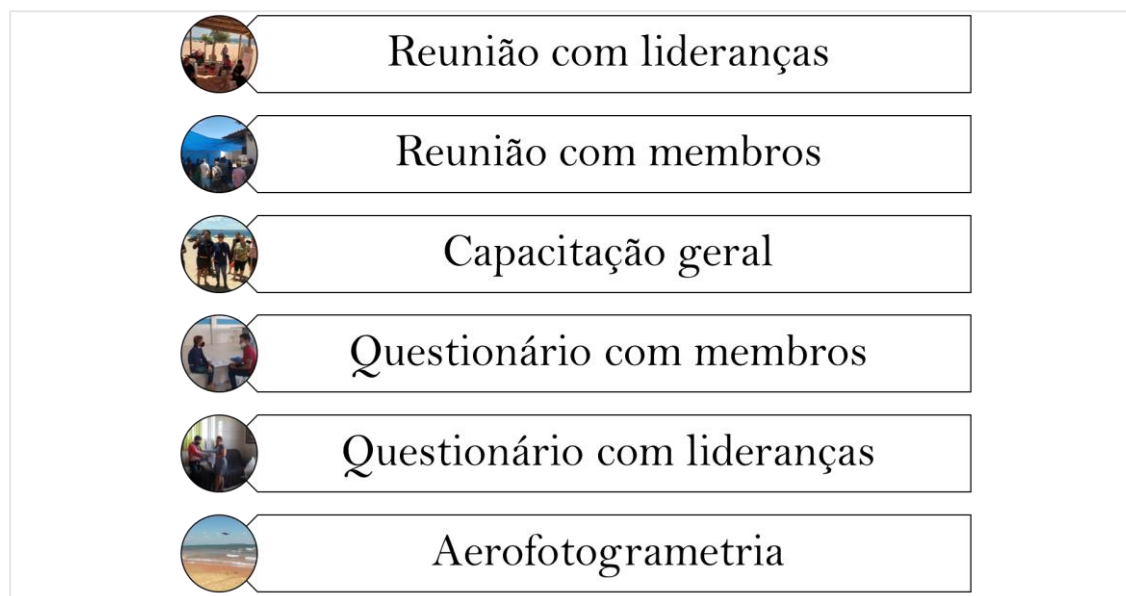 Reunião com lideranças
Reunião com membros
Capacitação geral
Questionário com membros
Questionário com lideranças
Aerofotogrametria